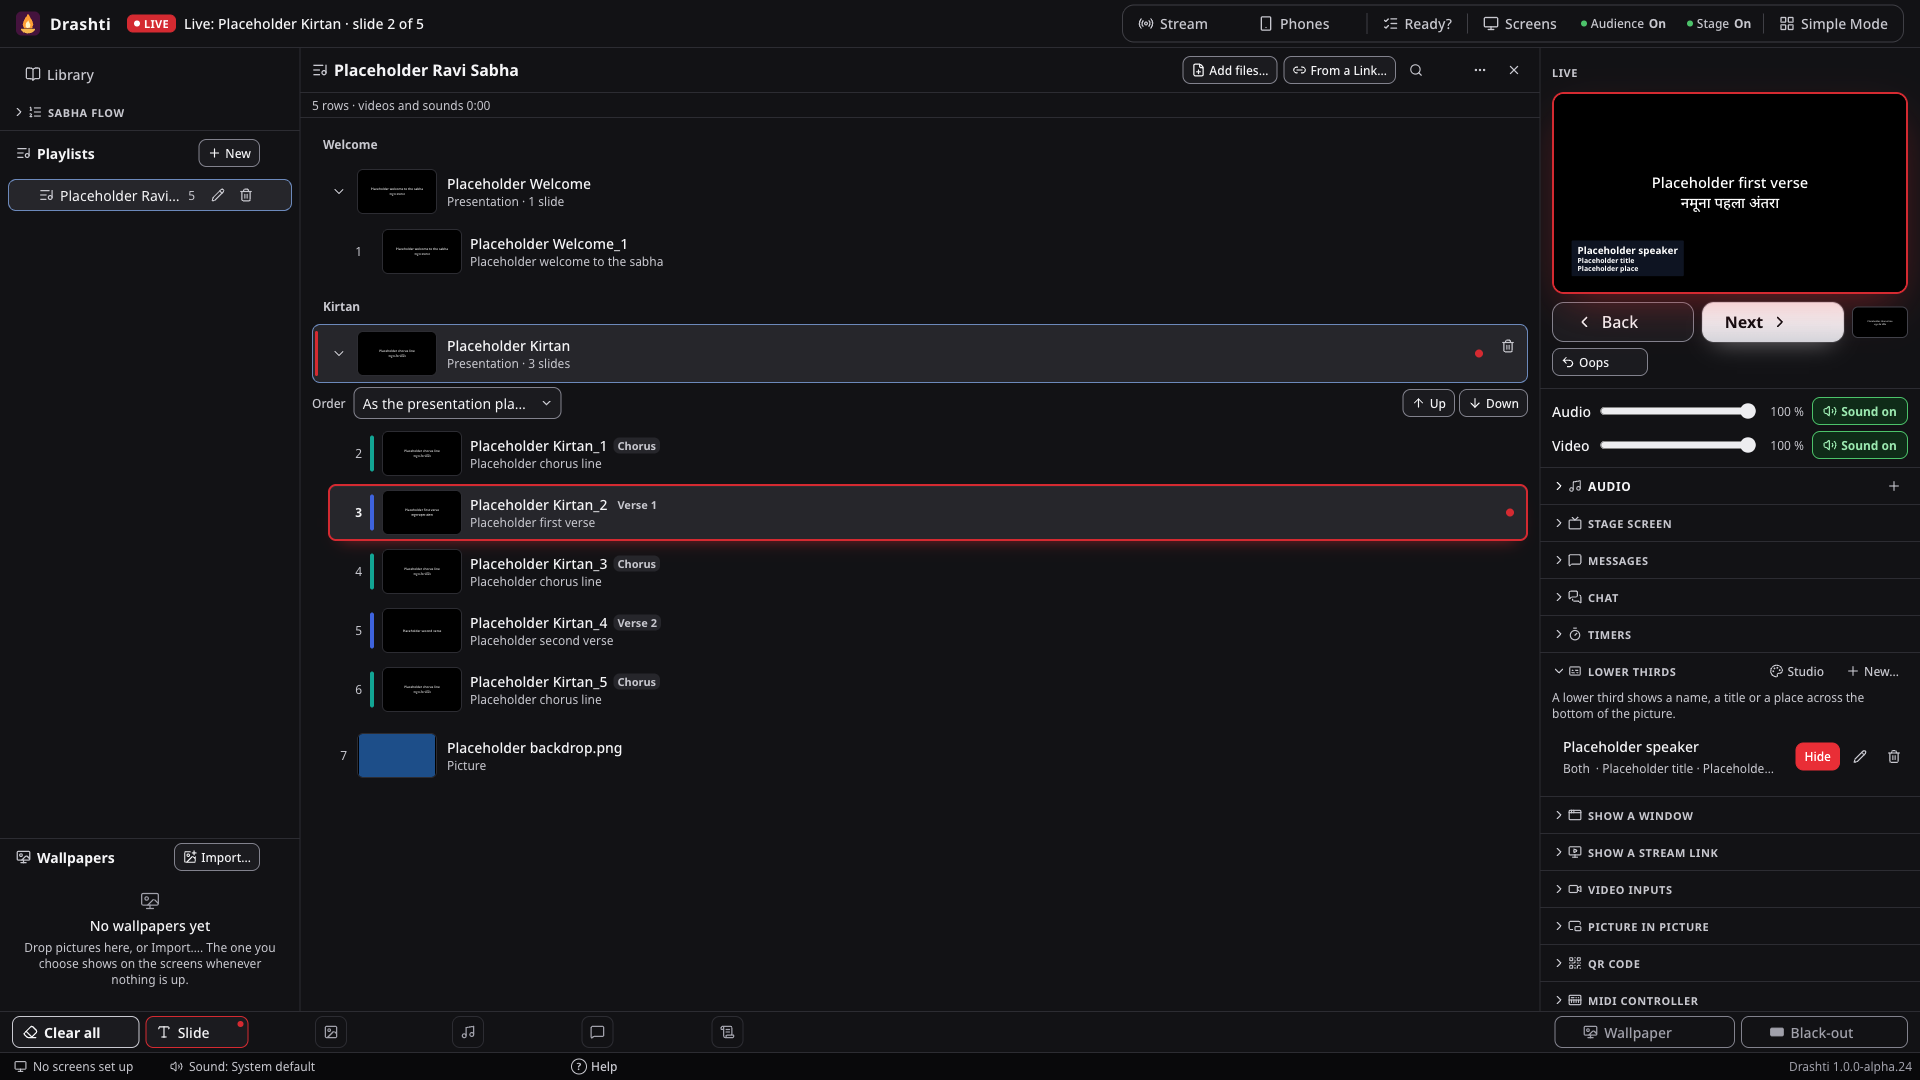 Drashti
LIVE
Live: Placeholder Kirtan · slide 2 of 5
Stream
Phones
Ready?
Screens
Audience On
Stage On
Simple Mode
Library
SABHA FLOW
Playlists
New
Placeholder Ravi... 5
Placeholder Ravi Sabha
Add files...
From a Link...
5 rows · videos and sounds 0:00
Welcome
Placeholder Welcome
Presentation · 1 slide
1
Placeholder Welcome_1
Placeholder welcome to the sabha
Kirtan
Placeholder Kirtan
Presentation · 3 slides
Order
As the presentation pla...
Up
Down
2
Placeholder Kirtan_1 Chorus
Placeholder chorus line
3
Placeholder Kirtan_2 Verse 1
Placeholder first verse
4
Placeholder Kirtan_3 Chorus
Placeholder chorus line
5
Placeholder Kirtan_4 Verse 2
Placeholder second verse
6
Placeholder Kirtan_5 Chorus
Placeholder chorus line
7
Placeholder backdrop.png
Picture
LIVE
Placeholder first verse
नमूना पहला अंतरा
Placeholder speaker
Placeholder title
Placeholder place
Back
Next
Oops
Audio 100 % Sound on
Video 100 % Sound on
AUDIO
STAGE SCREEN
MESSAGES
CHAT
TIMERS
LOWER THIRDS
Studio
New...
A lower third shows a name, a title or a place across the
bottom of the picture.
Placeholder speaker
Both · Placeholder title · Placeholde...
Hide
SHOW A WINDOW
SHOW A STREAM LINK
VIDEO INPUTS
PICTURE IN PICTURE
QR CODE
MIDI CONTROLLER
Wallpapers
Import...
No wallpapers yet
Drop pictures here, or Import.... The one you
choose shows on the screens whenever
nothing is up.
Clear all
Slide
Wallpaper
Black-out
No screens set up
Sound: System default
? Help
Drashti 1.0.0-alpha.24